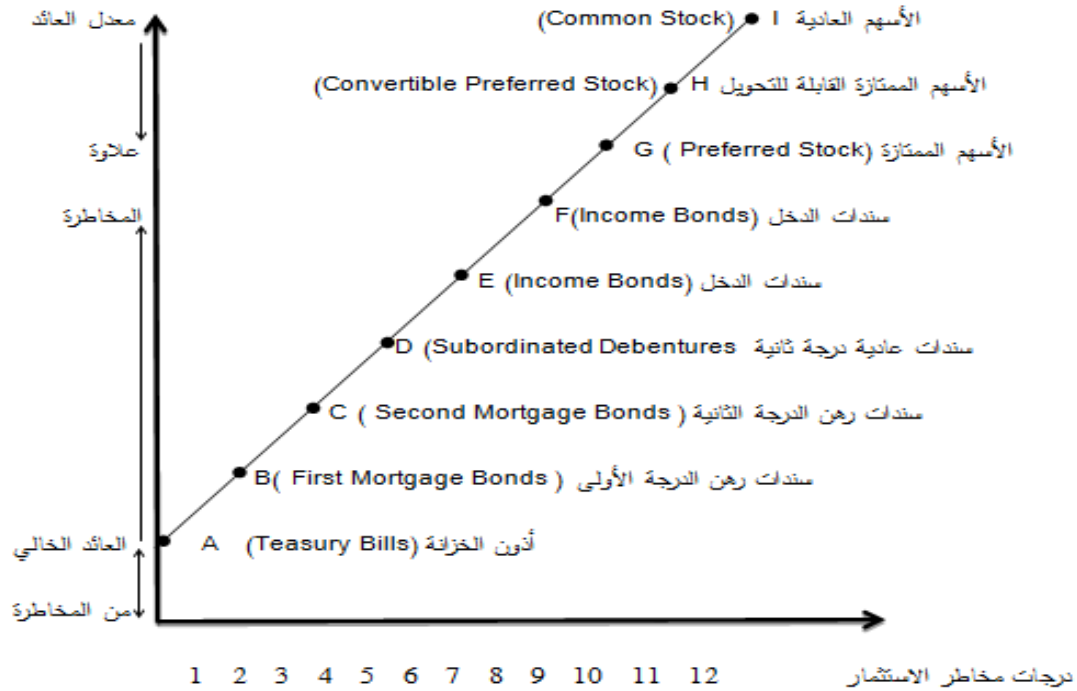 معدل العائد
(Common Stock) I الأسهم العادية
(Convertible Preferred Stock) H الأسهم الممتازة القابلة للتحويل
علاوة
G ( Preferred Stock) الأسهم الممتازة
المخاطرة
F(Income Bonds) سندات الدخل
E (Income Bonds) سندات الدخل
D (Subordinated Debentures سندات عادية درجة ثانية
C ( Second Mortgage Bonds ) سندات رهن الدرجة الثانية
B( First Mortgage Bonds ) سندات رهن الدرجة الأولى
العائد الخالي
A (Teasury Bills) أذون الخزانة
من المخاطرة
1 2 3 4 5 6 7 8 9 10 11 12 درجات مخاطر الاستثمار